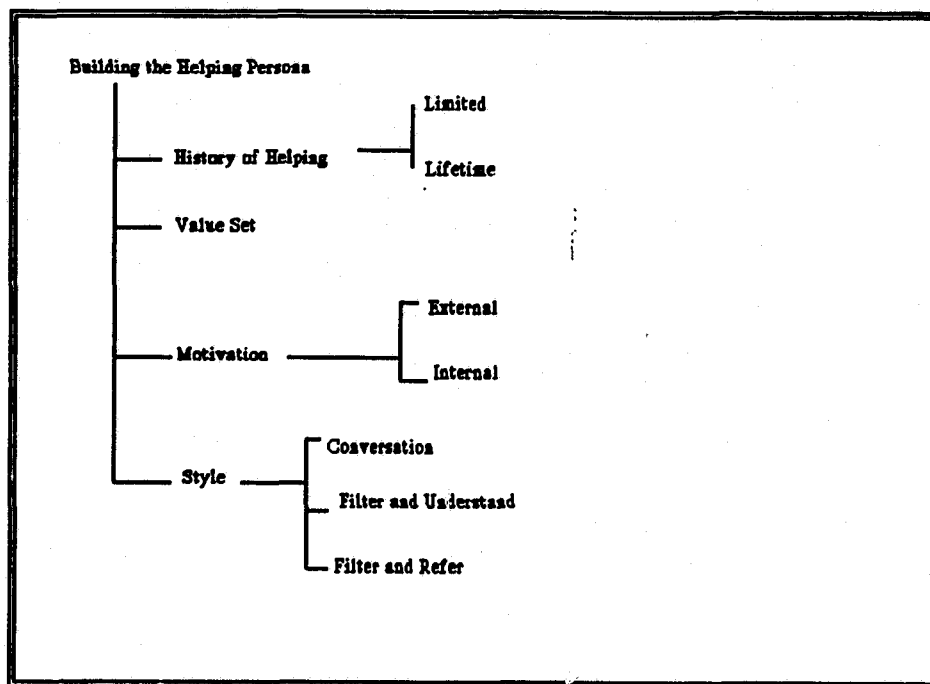 Building the Helping Persona
Limited
History of Helping
Lifetime
Value Set
External
Motivation
Internal
Conversation
Style
Filter and Understand
Filter and Refer